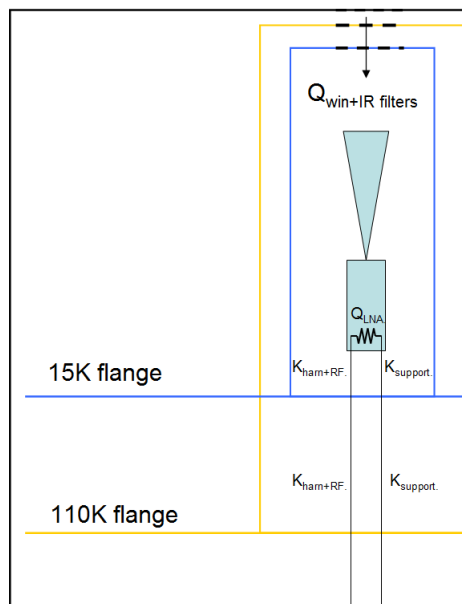 Qwin+IR filters
QLNA.
Kharn+RF. Ksupport.
15K flange
Kharn+RF. Ksupport.
110K flange